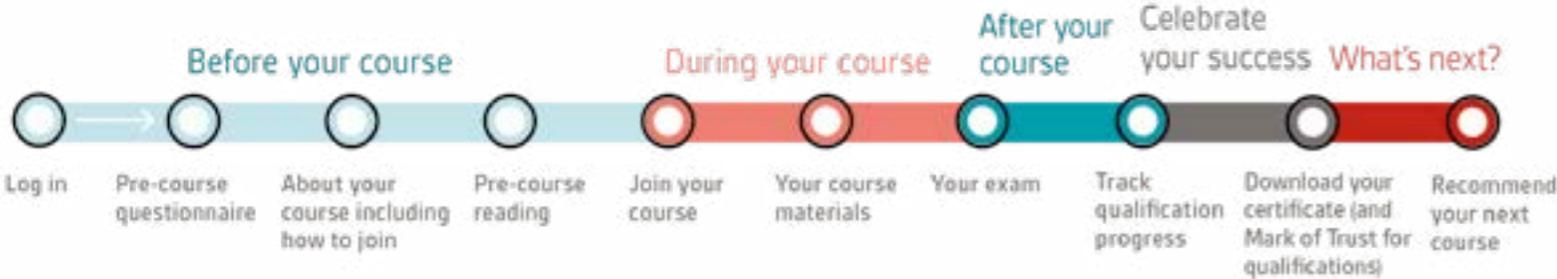 Before your course
During your course
After your
course
Celebrate
your success
What's next?
Log in
Pre-course
questionnaire
About your
course including
how to join
Pre-course
reading
Join your
course
Your course
materials
Your exam
Track
qualification
progress
Download your
certificate (and
Mark of Trust for
qualifications)
Recommend
your next
course